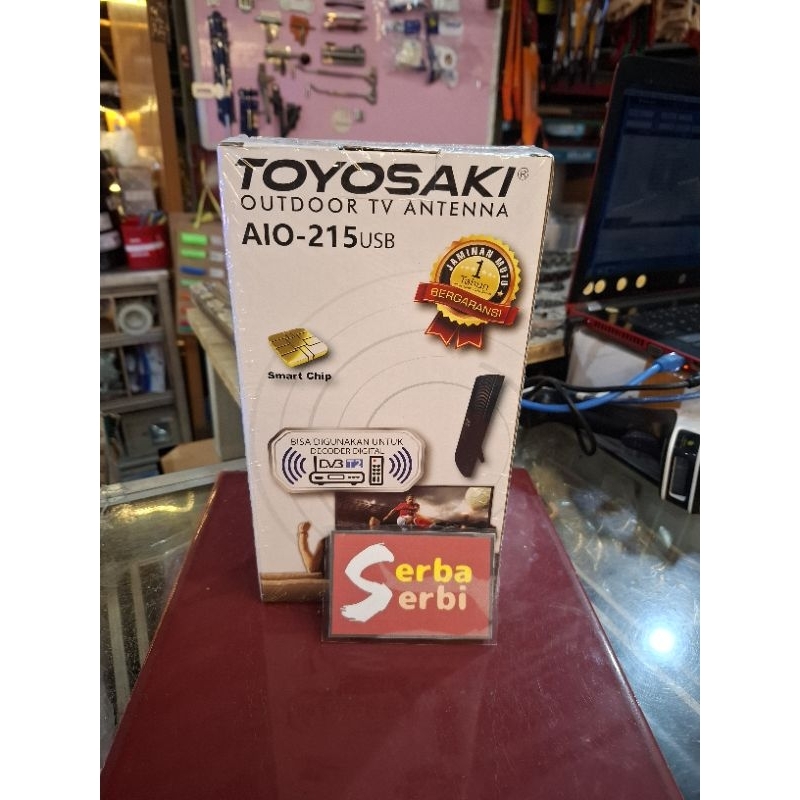 TOYOSAKI®
OUTDOOR TV ANTENNA
AIO-215USB
JAMINAN MUTU
1
Tahun
BERGARANSI
Smart Chip
BISA DIGUNAKAN UNTUK
DECODER DIGITAL
DVB T2
Serba
Serbi